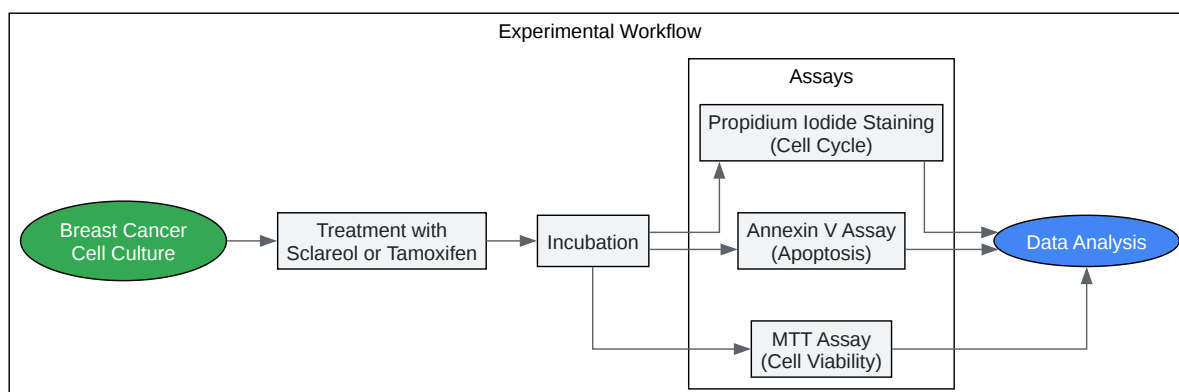 Experimental Workflow
Assays
Propidium Iodide Staining
(Cell Cycle)
Breast Cancer
Cell Culture
Treatment with
Sclareol or Tamoxifen
Incubation
Annexin V Assay
(Apoptosis)
Data Analysis
MTT Assay
(Cell Viability)